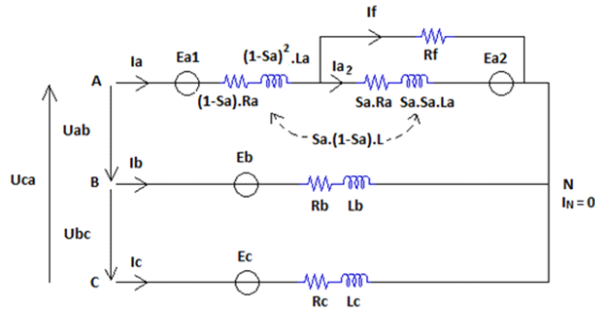 If
Rf
Ia
Ea1
(1-Sa)².La
Ia₂
Ea2
A
(1-Sa).Ra
Sa.Ra
Sa.Sa.La
Sa.(1-Sa).L
Uab
Uca
Ib
Eb
B
Rb
Lb
N
I_N = 0
Ubc
Ic
Ec
C
Rc
Lc